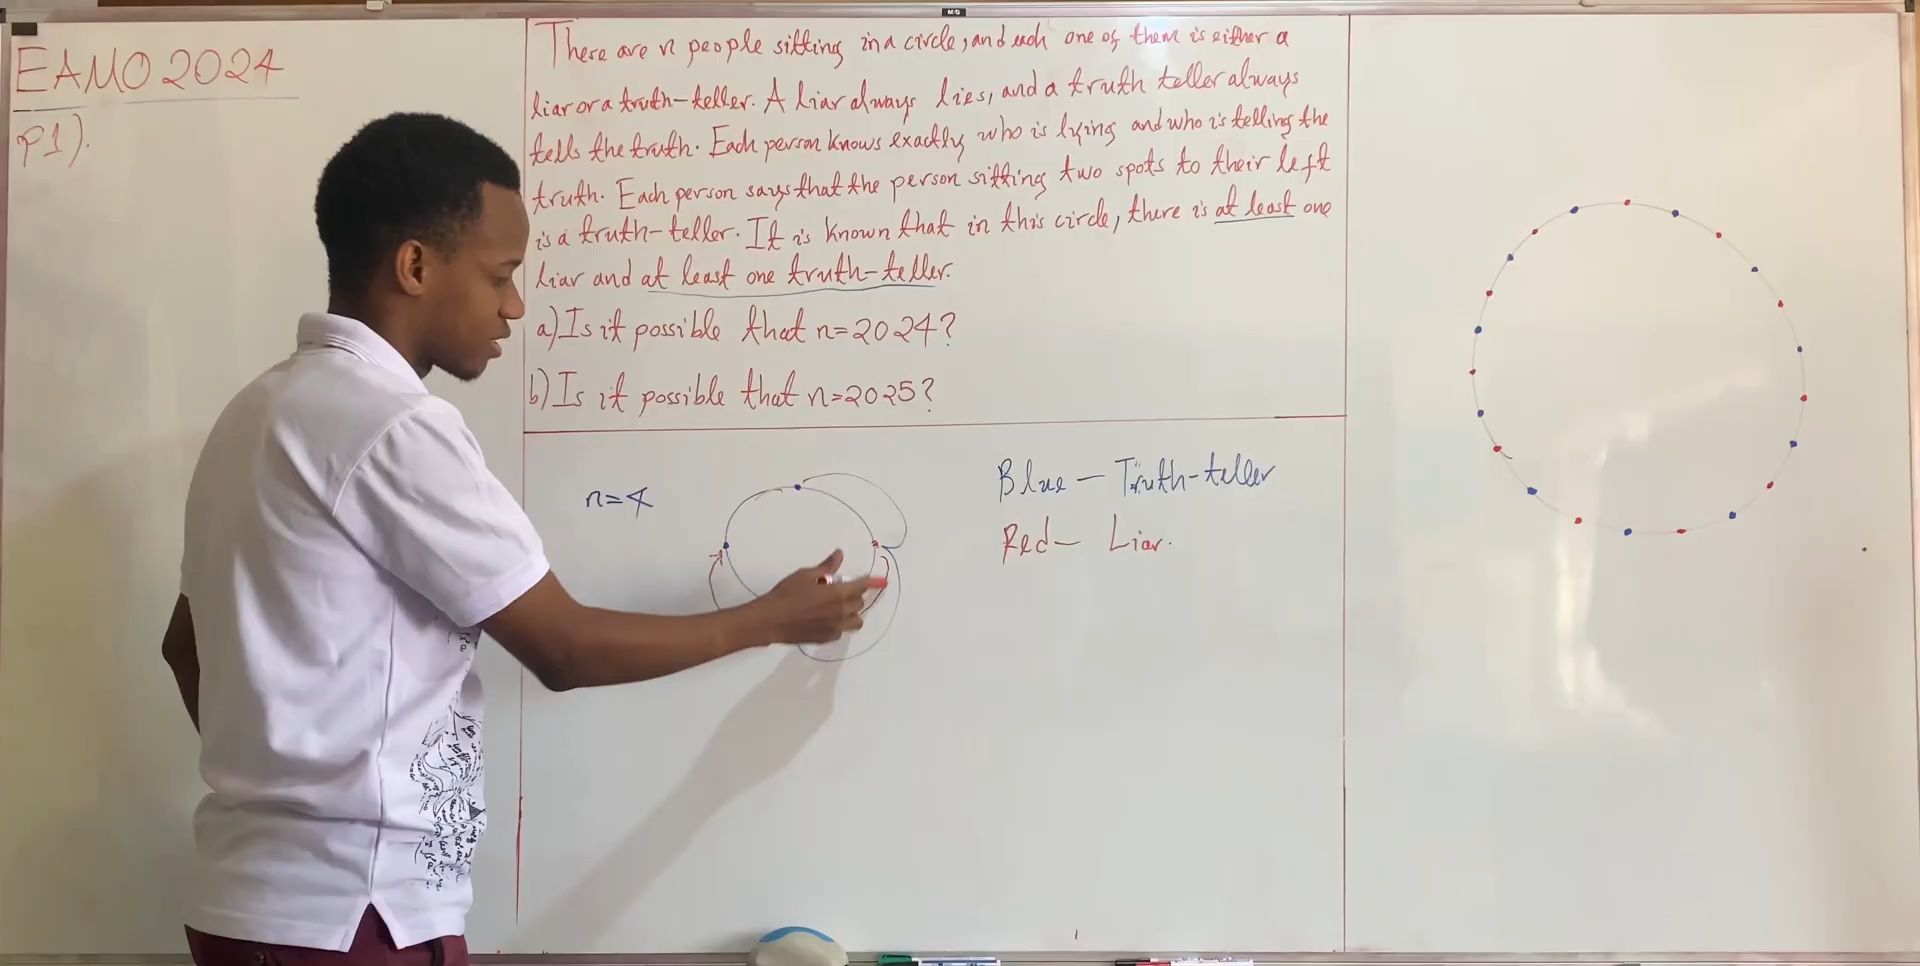 EAMO 2024
P1).
There are n people sitting in a circle, and each one of them is either a
liar or a truth-teller. A liar always lies, and a truth teller always
tells the truth. Each person knows exactly who is lying and who is telling the
truth. Each person says that the person sitting two spots to their left
is a truth-teller. It is known that in this circle, there is at least one
liar and at least one truth-teller.
a) Is it possible that n=2024?
b) Is it possible that n=2025?
n=4
Blue - Truth-teller
Red - Liar.